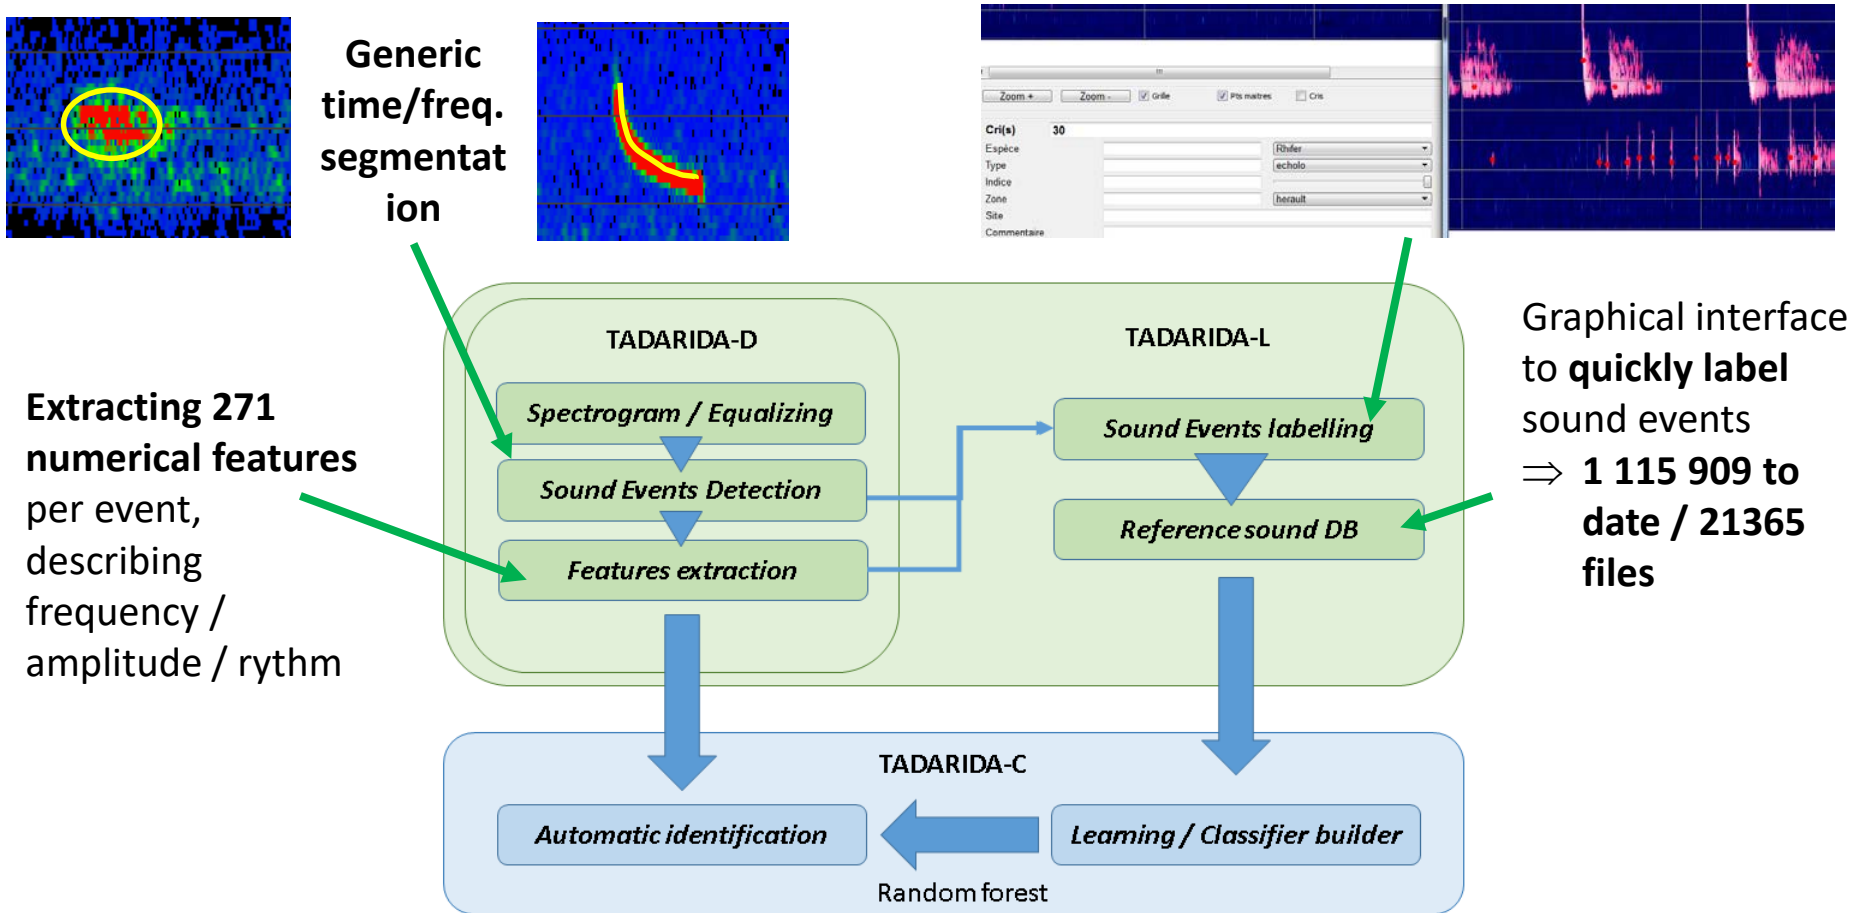 Generic
time/freq.
segmentat
ion
Zoom +
Zoom -
Grille
Pts maitres
Cris
Cri(s) 30
Espèce Rhifer
Type echolo
Indice
Zone herault
Site
Commentaire
TADARIDA-D
Spectrogram / Equalizing
Sound Events Detection
Features extraction
TADARIDA-L
Sound Events labelling
Reference sound DB
Extracting 271
numerical features
per event,
describing
frequency /
amplitude / rythm
Graphical interface
to quickly label
sound events
⇒ 1 115 909 to
date / 21365
files
TADARIDA-C
Automatic identification
Learning / Classifier builder
Random forest